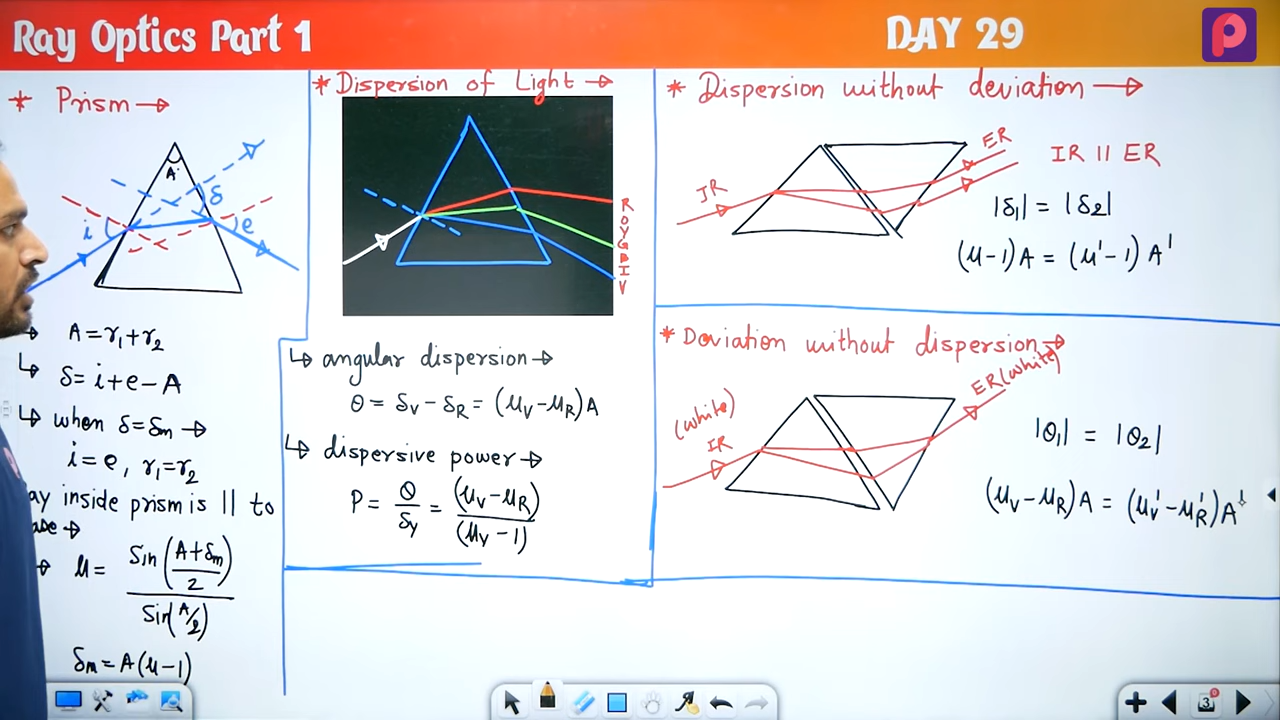 Ray Optics Part 1
DAY 29
* Prism →
A
δ
i
e
↳ A = r₁ + r₂
↳ δ = i + e − A
↳ when δ = δm →
i = e, r₁ = r₂
ay inside prism is || to
→ μ = Sin((A+δm)/2) / Sin(A/2)
δm = A(μ−1)
* Dispersion of Light →
R
O
Y
G
B
I
V
↳ angular dispersion →
θ = δV − δR = (μV − μR)A
↳ dispersive power →
P = θ/δy = (μV − μR)/(μV − 1)
* Dispersion without deviation →
IR
ER
IR || ER
|δ₁| = |δ₂|
(μ−1)A = (μ'−1)A'
* Deviation without dispersion →
(white)
IR
ER (white)
|θ₁| = |θ₂|
(μV − μR)A = (μ'V − μ'R)A'
3